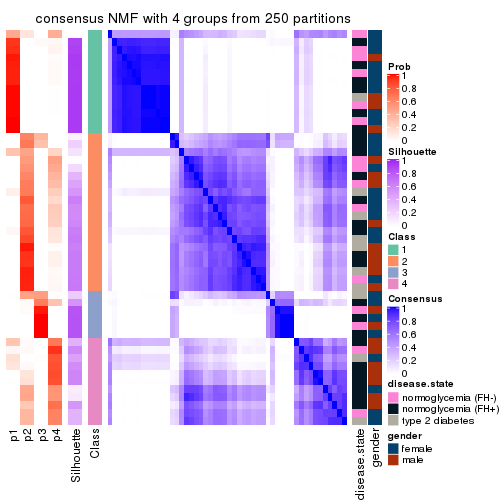 consensus NMF with 4 groups from 250 partitions
Prob
1
0.8
0.6
0.4
0.2
0
Silhouette
1
0.8
0.6
0.4
0.2
0
Class
1
2
3
4
Consensus
1
0.8
0.6
0.4
0.2
0
disease.state
normoglycemia (FH-)
normoglycemia (FH+)
type 2 diabetes
gender
female
male
p1
p2
p3
p4
Silhouette
Class
disease.state
gender